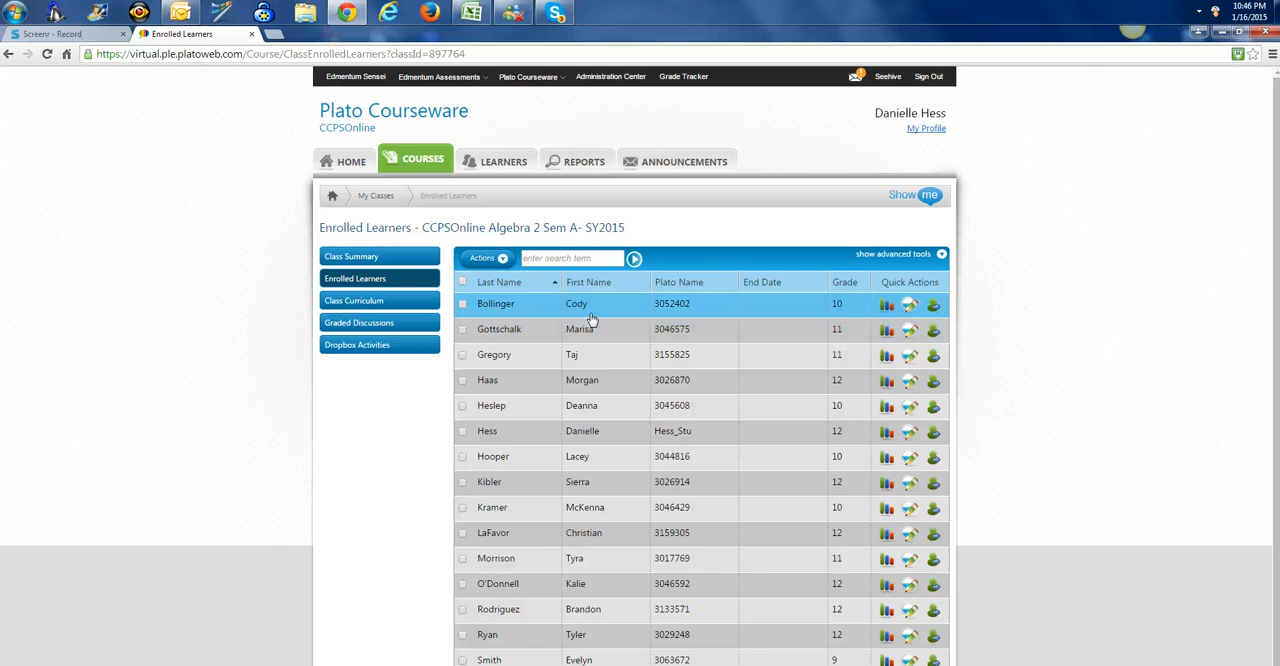 10:46 PM
1/16/2015
Screenr - Record
Enrolled Learners
https://virtual.ple.platoweb.com/Course/ClassEnrolledLearners?classId=897764
Edmentum Sensei Edmentum Assessments Plato Courseware Administration Center Grade Tracker Seehive Sign Out
Plato Courseware
CCPSOnline
Danielle Hess
My Profile
HOME COURSES LEARNERS REPORTS ANNOUNCEMENTS
My Classes Enrolled Learners Show me
Enrolled Learners - CCPSOnline Algebra 2 Sem A- SY2015
Class Summary
Enrolled Learners
Class Curriculum
Graded Discussions
Dropbox Activities
Actions enter search term show advanced tools
Last Name First Name Plato Name End Date Grade Quick Actions
Bollinger Cody 3052402 10
Gottschalk Marisa 3046575 11
Gregory Taj 3155825 11
Haas Morgan 3026870 12
Heslep Deanna 3045608 10
Hess Danielle Hess_Stu 12
Hooper Lacey 3044816 10
Kibler Sierra 3026914 12
Kramer McKenna 3046429 10
LaFavor Christian 3159305 12
Morrison Tyra 3017769 11
O'Donnell Kalie 3046592 12
Rodriguez Brandon 3133571 12
Ryan Tyler 3029248 12
Smith Evelyn 3063672 9